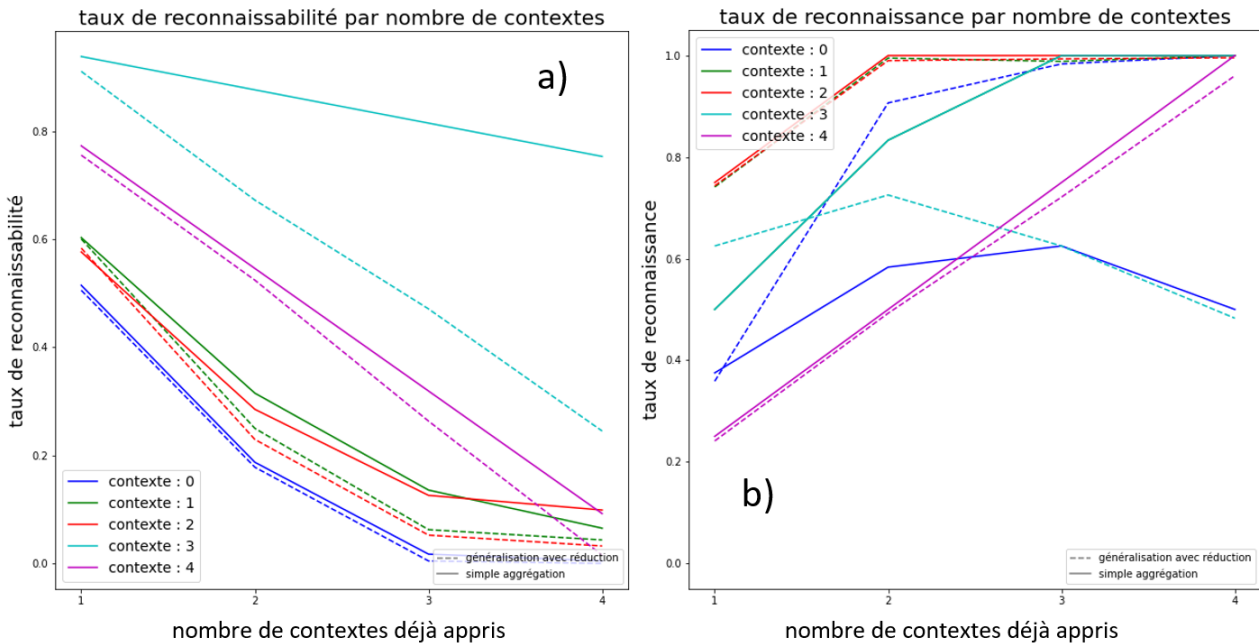 taux de reconnaissabilité par nombre de contextes
a)
taux de reconnaissabilité
0.8
0.6
0.4
0.2
0.0
contexte : 0
contexte : 1
contexte : 2
contexte : 3
contexte : 4
généralisation avec réduction
simple aggrégation
1 2 3 4
nombre de contextes déjà appris
taux de reconnaissance par nombre de contextes
contexte : 0
contexte : 1
contexte : 2
contexte : 3
contexte : 4
taux de reconnaissance
1.0
0.8
0.6
0.4
0.2
0.0
b)
généralisation avec réduction
simple aggrégation
1 2 3 4
nombre de contextes déjà appris